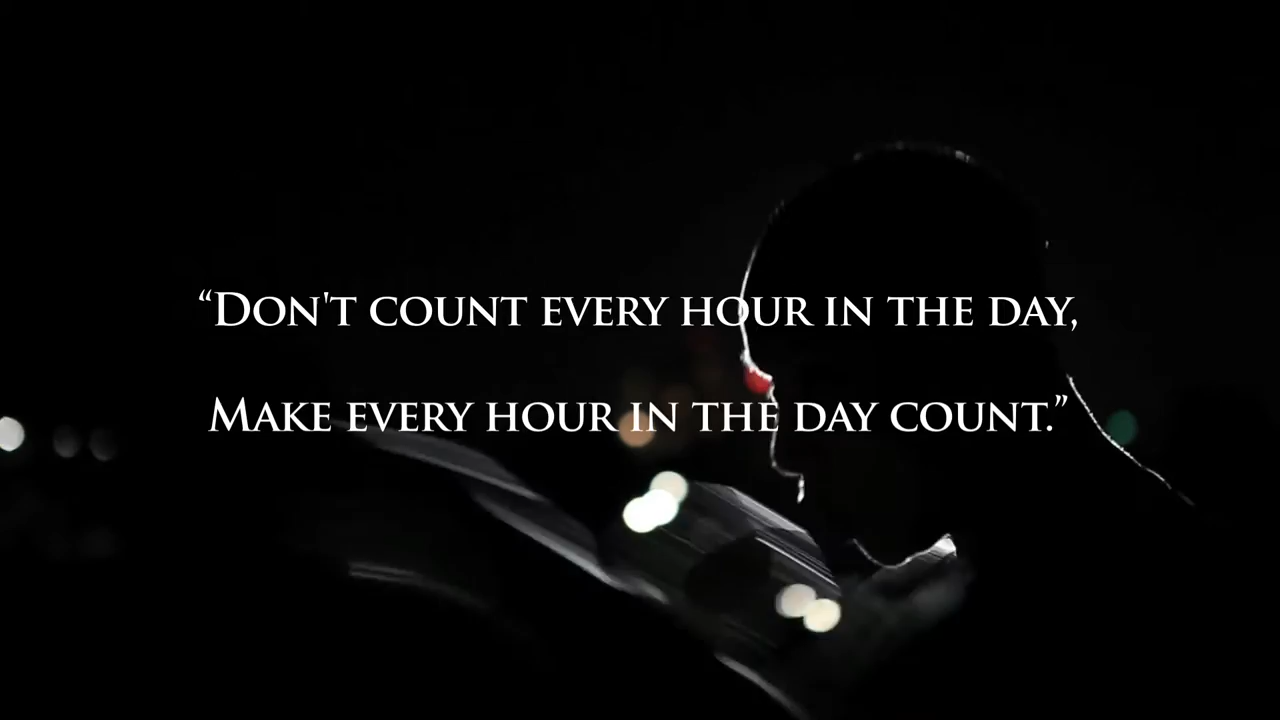 “Don't count every hour in the day,
Make every hour in the day count.”